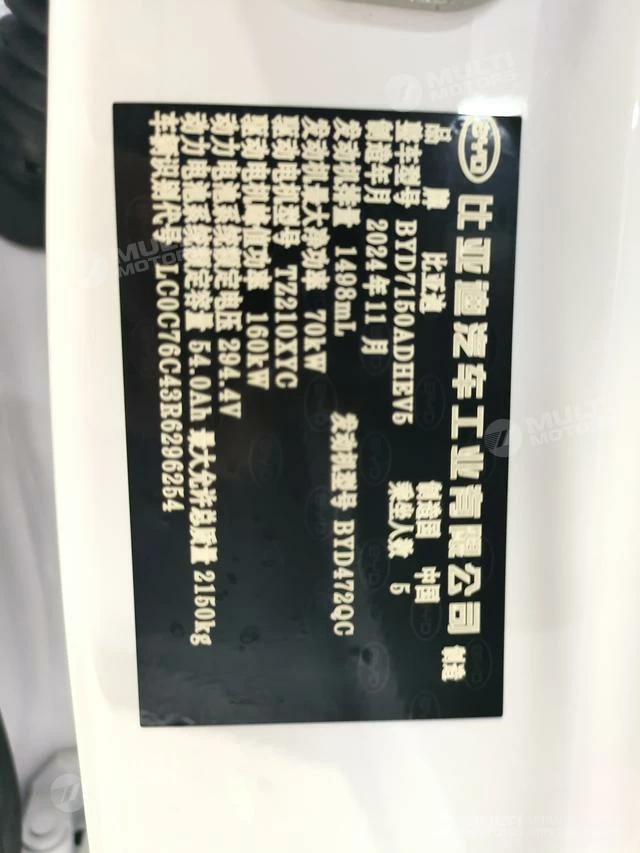 BYD 比亚迪汽车工业有限公司 制造
品牌 比亚迪 制造国 中国
整车型号 BYD7150ADHEV5 乘坐人数 5
制造年月 2024年11月
发动机排量 1498mL 发动机型号 BYD472QC
发动机最大净功率 70kW
驱动电机型号 TZ210XYC
驱动电机峰值功率 160kW
动力电池系统额定电压 294.4V
动力电池系统额定容量 54.0Ah 最大允许总质量 2150kg
车辆识别代号 LC0C76C43R6296254
MULTI MOTORS
MULTI MOTORS